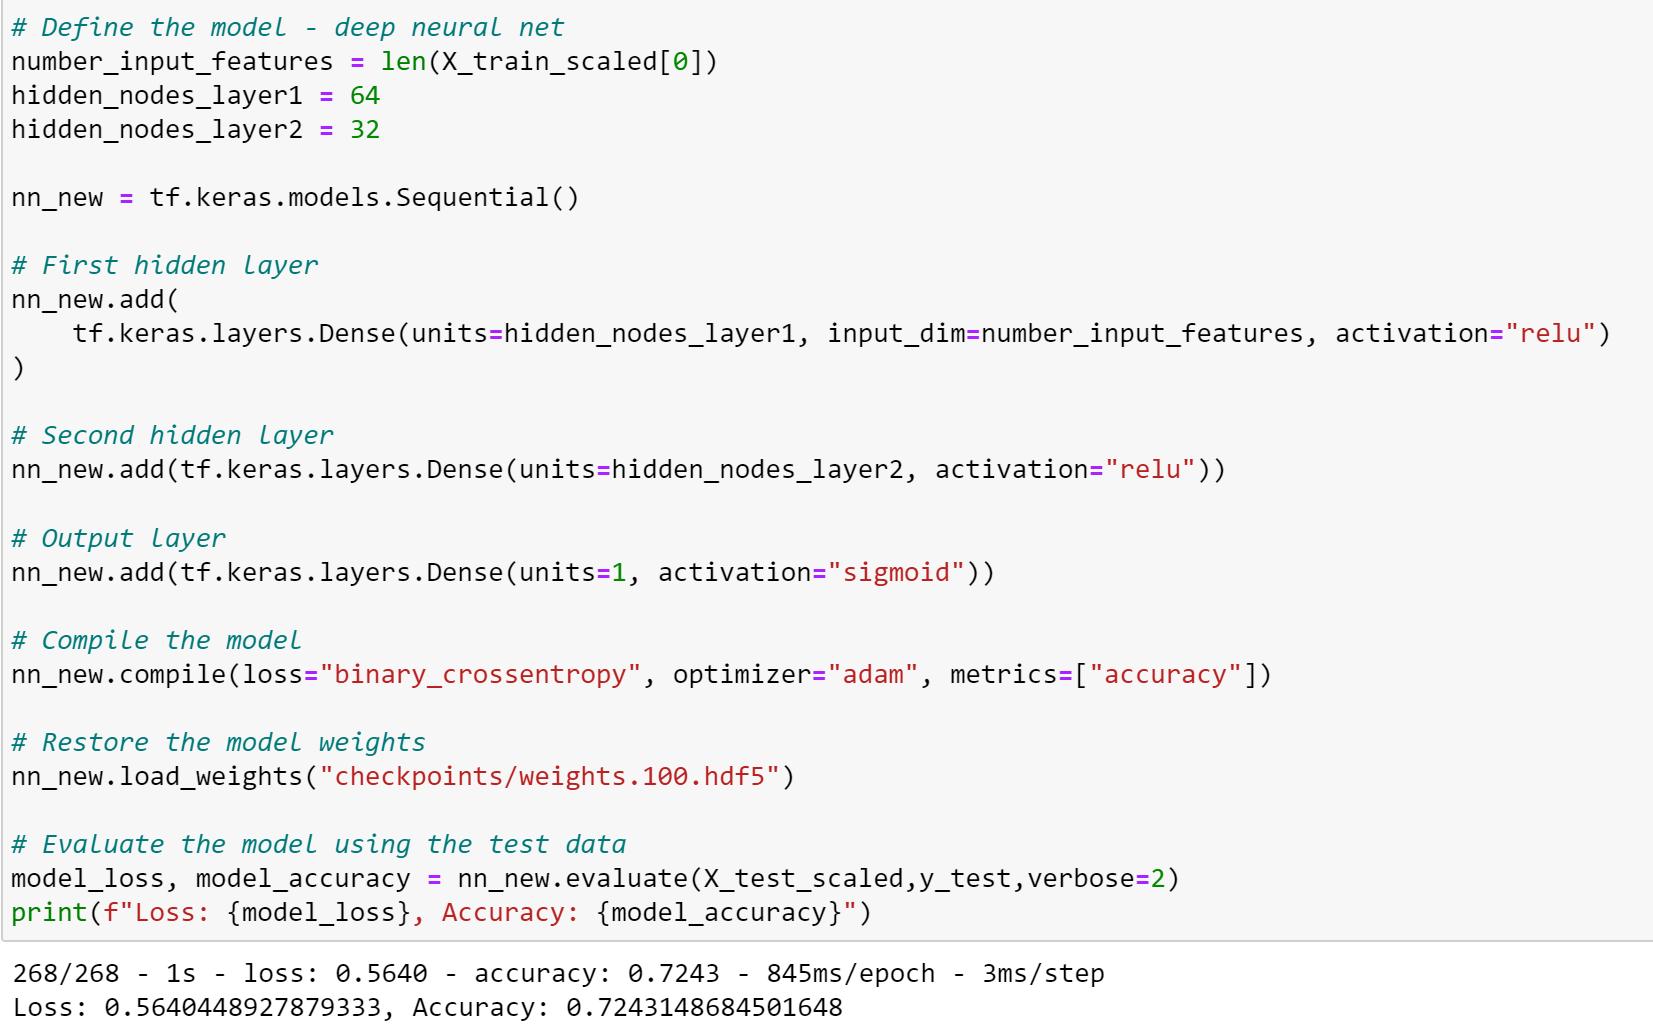 # Define the model - deep neural net
number_input_features = len(X_train_scaled[0])
hidden_nodes_layer1 = 64
hidden_nodes_layer2 = 32

nn_new = tf.keras.models.Sequential()

# First hidden layer
nn_new.add(
    tf.keras.layers.Dense(units=hidden_nodes_layer1, input_dim=number_input_features, activation="relu")
)

# Second hidden layer
nn_new.add(tf.keras.layers.Dense(units=hidden_nodes_layer2, activation="relu"))

# Output layer
nn_new.add(tf.keras.layers.Dense(units=1, activation="sigmoid"))

# Compile the model
nn_new.compile(loss="binary_crossentropy", optimizer="adam", metrics=["accuracy"])

# Restore the model weights
nn_new.load_weights("checkpoints/weights.100.hdf5")

# Evaluate the model using the test data
model_loss, model_accuracy = nn_new.evaluate(X_test_scaled,y_test,verbose=2)
print(f"Loss: {model_loss}, Accuracy: {model_accuracy}")

268/268 - 1s - loss: 0.5640 - accuracy: 0.7243 - 845ms/epoch - 3ms/step
Loss: 0.5640448927879333, Accuracy: 0.7243148684501648